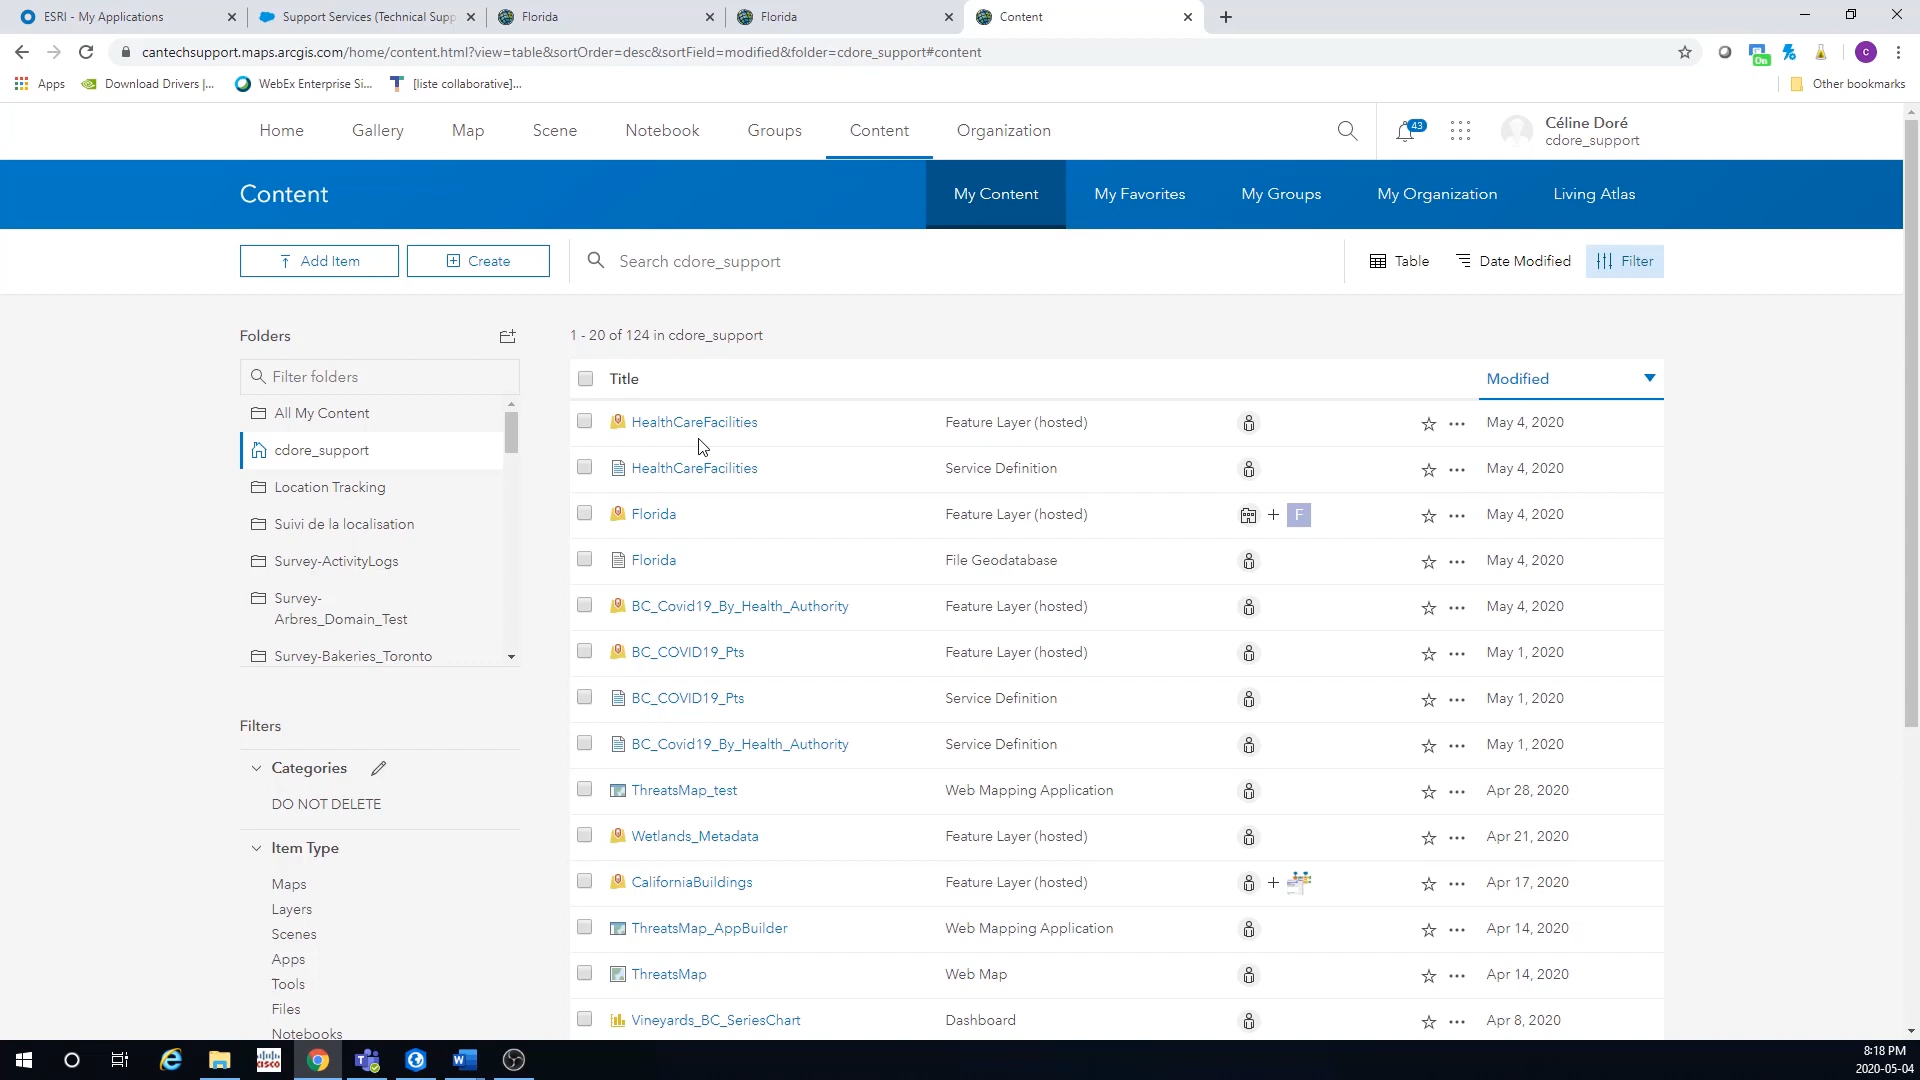 ESRI - My Applications
Support Services (Technical Supp
Florida
Florida
Content
cantechsupport.maps.arcgis.com/home/content.html?view=table&sortOrder=desc&sortField=modified&folder=cdore_support#content
On
C
Apps
Download Drivers |...
WebEx Enterprise Si...
[liste collaborative]...
Other bookmarks
Home
Gallery
Map
Scene
Notebook
Groups
Content
Organization
43
Céline Doré
cdore_support
Content
My Content
My Favorites
My Groups
My Organization
Living Atlas
Add Item
Create
Search cdore_support
Table
Date Modified
Filter
Folders
Filter folders
All My Content
cdore_support
Location Tracking
Suivi de la localisation
Survey-ActivityLogs
Survey-
Arbres_Domain_Test
Survey-Bakeries_Toronto
Filters
Categories
DO NOT DELETE
Item Type
Maps
Layers
Scenes
Apps
Tools
Files
Notebooks
1 - 20 of 124 in cdore_support
Title Modified
HealthCareFacilities Feature Layer (hosted) May 4, 2020
HealthCareFacilities Service Definition May 4, 2020
Florida Feature Layer (hosted) + F May 4, 2020
Florida File Geodatabase May 4, 2020
BC_Covid19_By_Health_Authority Feature Layer (hosted) May 4, 2020
BC_COVID19_Pts Feature Layer (hosted) May 1, 2020
BC_COVID19_Pts Service Definition May 1, 2020
BC_Covid19_By_Health_Authority Service Definition May 1, 2020
ThreatsMap_test Web Mapping Application Apr 28, 2020
Wetlands_Metadata Feature Layer (hosted) Apr 21, 2020
CaliforniaBuildings Feature Layer (hosted) + Apr 17, 2020
ThreatsMap_AppBuilder Web Mapping Application Apr 14, 2020
ThreatsMap Web Map Apr 14, 2020
Vineyards_BC_SeriesChart Dashboard Apr 8, 2020
CISCO
8:18 PM
2020-05-04